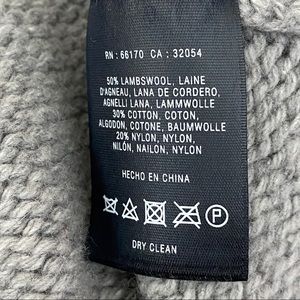 RN : 66170 CA : 32054
50% LAMBSWOOL, LAINE
D'AGNEAU, LANA DE CORDERO,
AGNELLI LANA, LAMMWOLLE
30% COTTON, COTON,
ALGODON, COTONE, BAUMWOLLE
20% NYLON, NYLON,
NILÓN, NAILON, NYLON
HECHO EN CHINA
P
DRY CLEAN